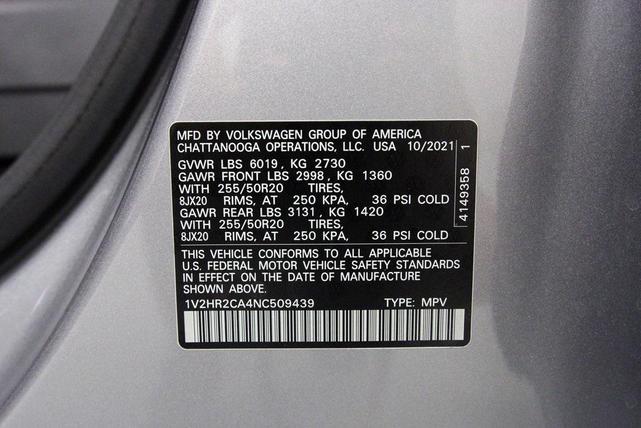 MFD BY VOLKSWAGEN GROUP OF AMERICA
CHATTANOOGA OPERATIONS, LLC. USA 10/2021
GVWR LBS 6019, KG 2730
GAWR FRONT LBS 2998, KG 1360
WITH 255/50R20 TIRES,
8JX20 RIMS, AT 250 KPA, 36 PSI COLD
GAWR REAR LBS 3131, KG 1420
WITH 255/50R20 TIRES,
8JX20 RIMS, AT 250 KPA, 36 PSI COLD
4149358 1
THIS VEHICLE CONFORMS TO ALL APPLICABLE
U.S. FEDERAL MOTOR VEHICLE SAFETY STANDARDS
IN EFFECT ON THE DATE OF MANUFACTURE
SHOWN ABOVE.
1V2HR2CA4NC509439 TYPE: MPV